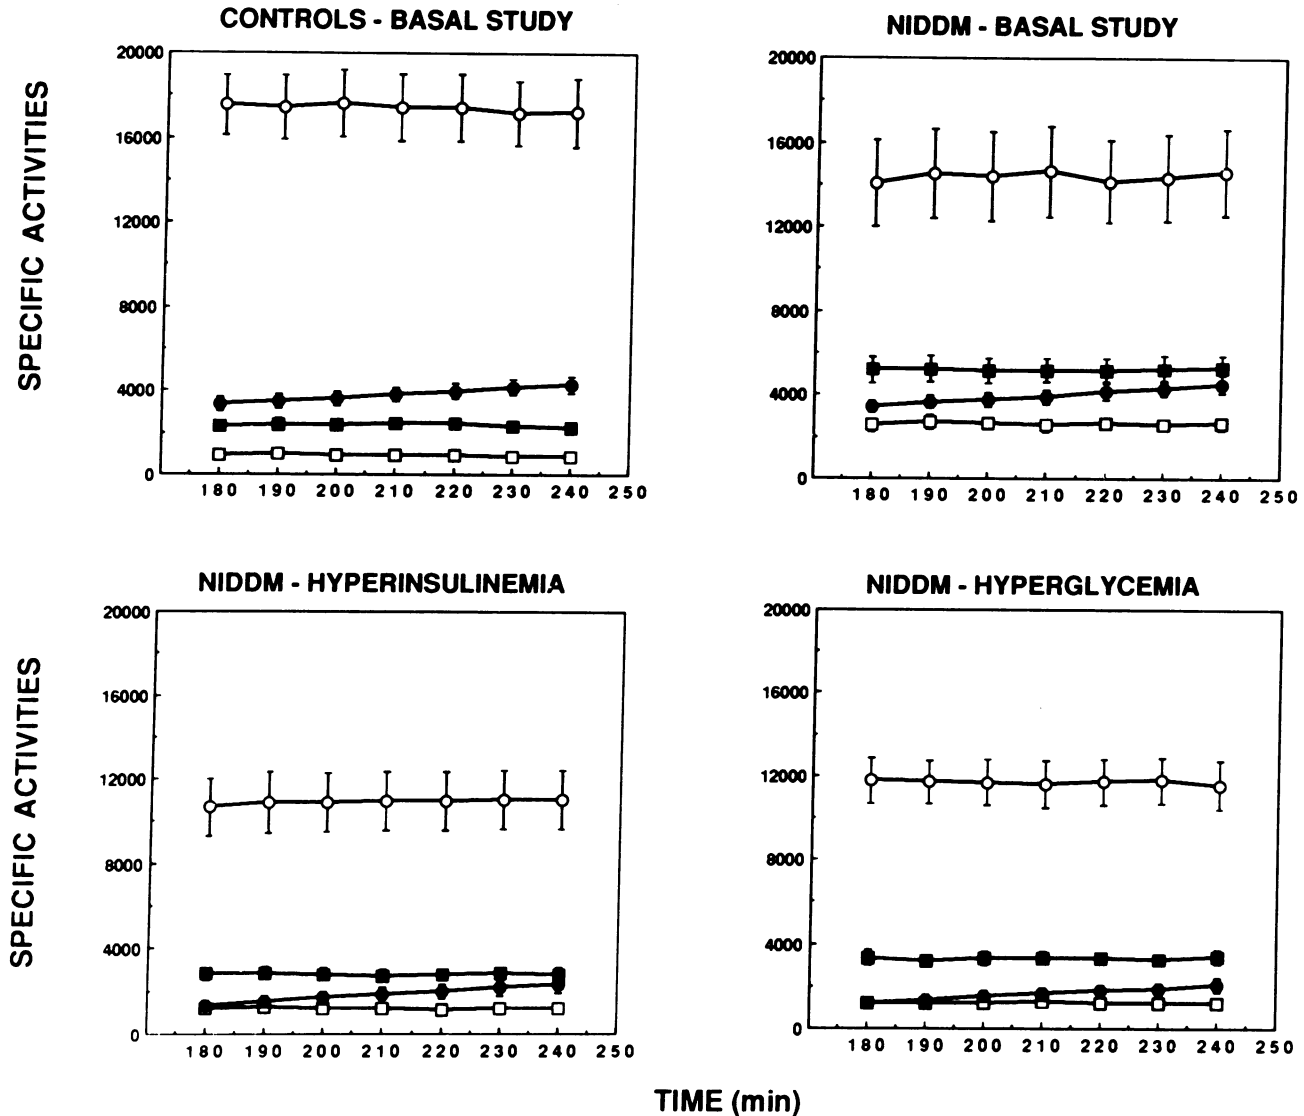 CONTROLS - BASAL STUDY
20000
16000
12000
8000
4000
0
180 190 200 210 220 230 240 250
SPECIFIC ACTIVITIES
NIDDM - BASAL STUDY
20000
16000
12000
8000
4000
0
180 190 200 210 220 230 240 250
NIDDM - HYPERINSULINEMIA
20000
16000
12000
8000
4000
0
180 190 200 210 220 230 240 250
SPECIFIC ACTIVITIES
NIDDM - HYPERGLYCEMIA
20000
16000
12000
8000
4000
0
180 190 200 210 220 230 240 250
TIME (min)